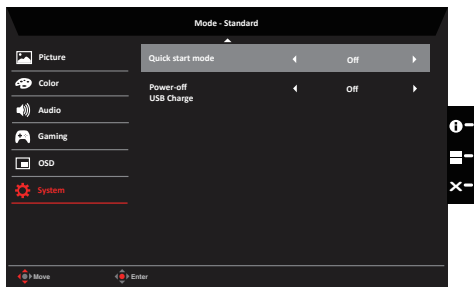 Mode - Standard
Picture
Color
Audio
Gaming
OSD
System
Quick start mode
Off
Power-off
USB Charge
Off
Move
Enter